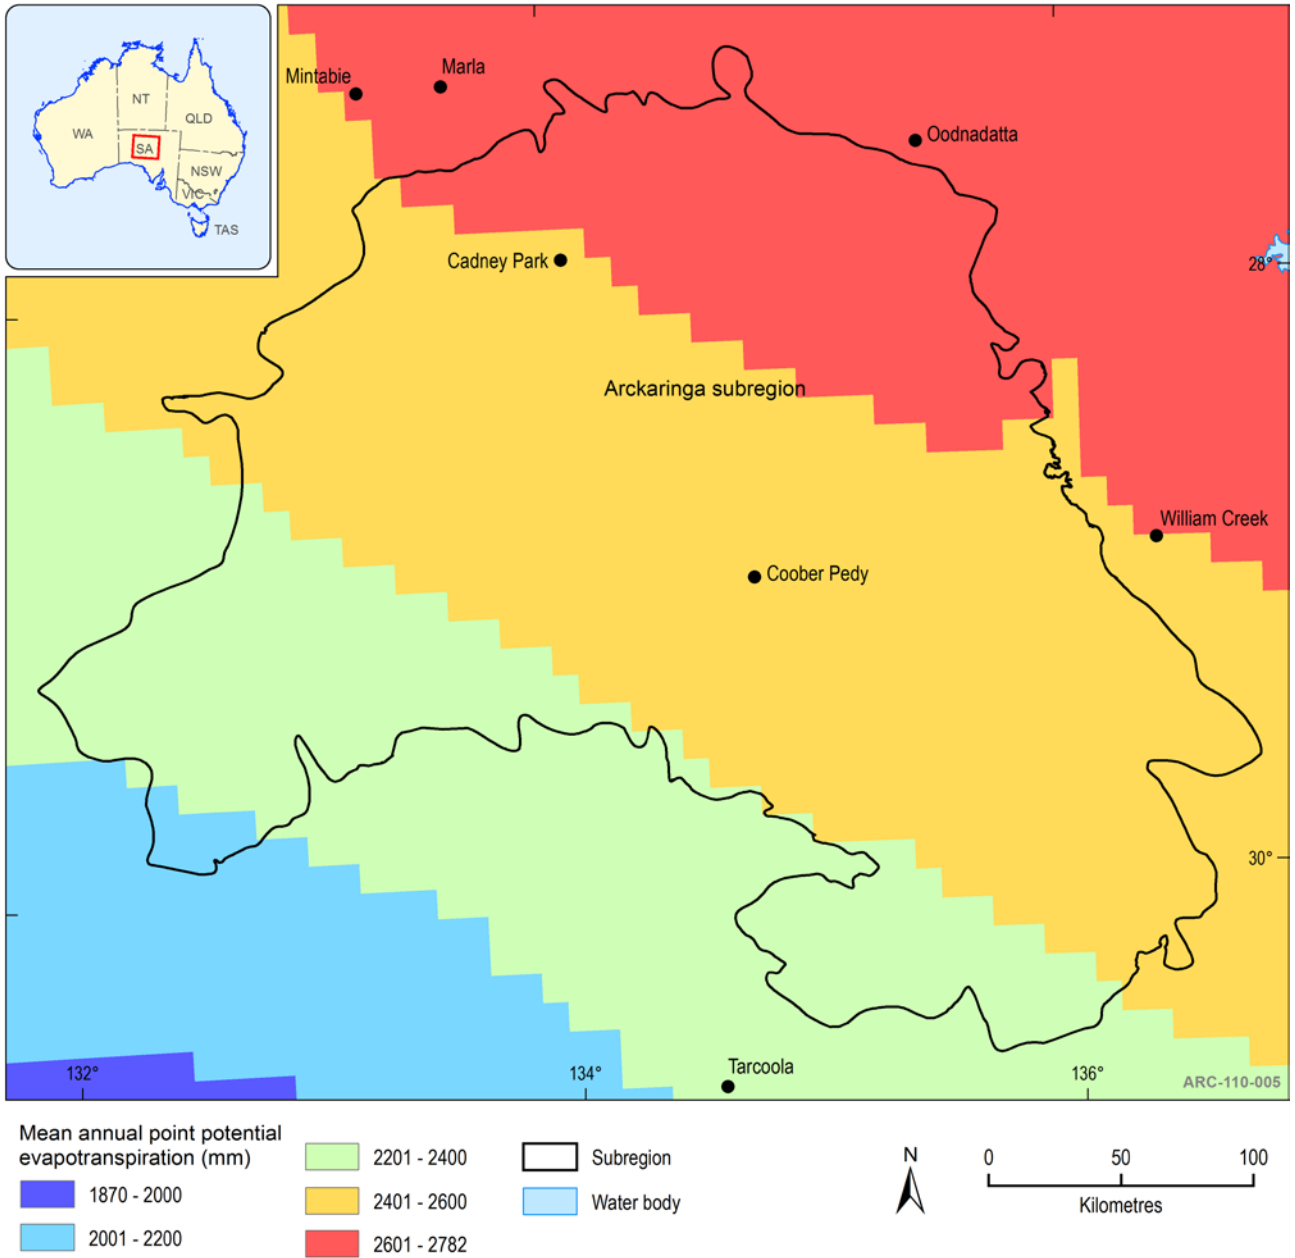 NT
WA
QLD
SA
NSW
VIC
TAS
Mintabie
Marla
Oodnadatta
Cadney Park
28°
Arckaringa subregion
William Creek
Coober Pedy
30°
132°
134°
Tarcoola
136°
ARC-110-005
Mean annual point potential
evapotranspiration (mm)
1870 - 2000
2001 - 2200
2201 - 2400
2401 - 2600
2601 - 2782
Subregion
Water body
N
0 50 100
Kilometres